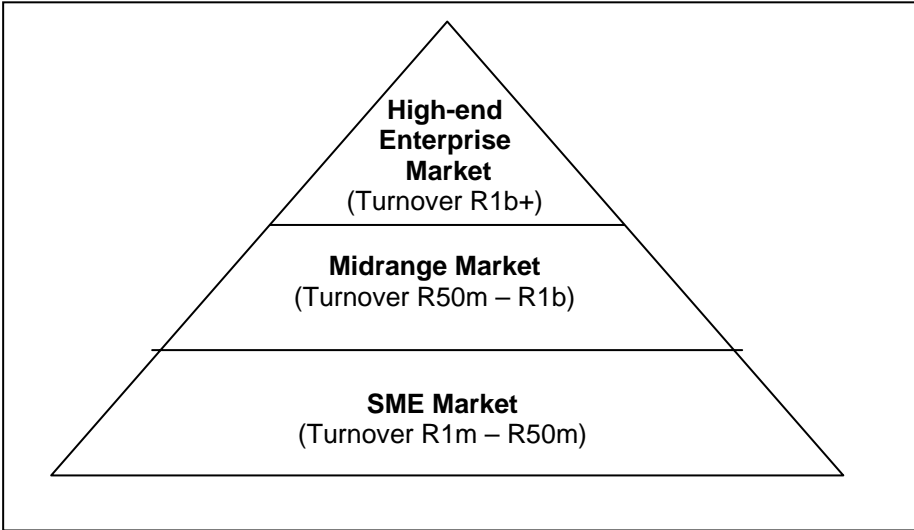 High-end
Enterprise
Market
(Turnover R1b+)
Midrange Market
(Turnover R50m – R1b)
SME Market
(Turnover R1m – R50m)